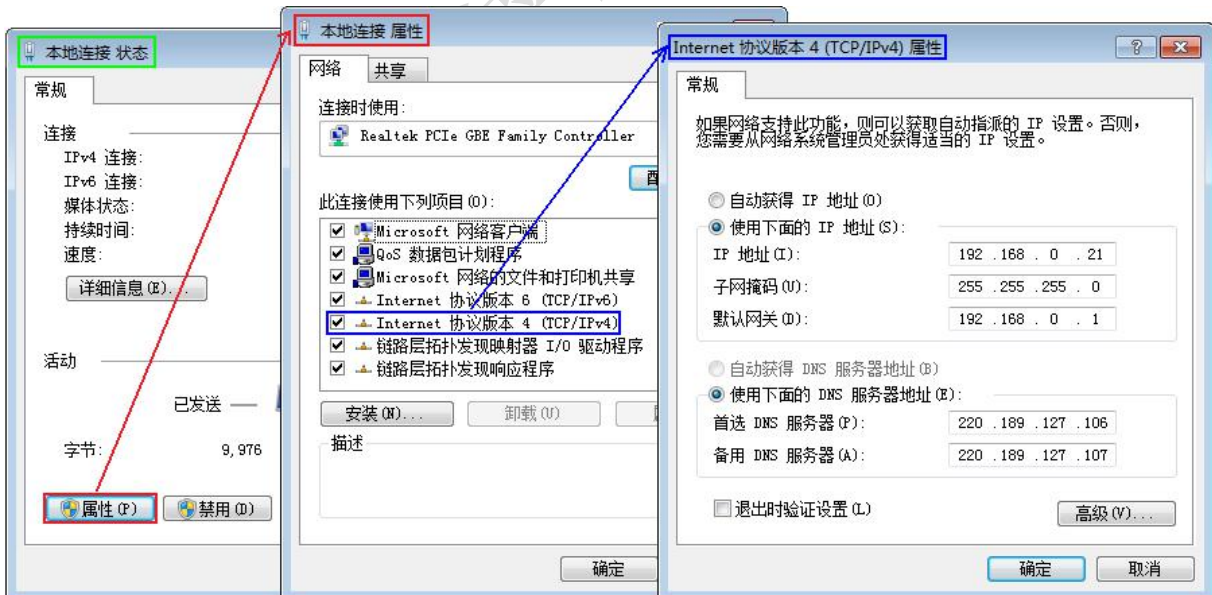 本地连接 状态
常规
连接
IPv4 连接:
IPv6 连接:
媒体状态:
持续时间:
速度:
详细信息(E)...
活动
已发送 —
字节: 9,976
属性(P) 禁用(D)
本地连接 属性
网络 共享
连接时使用:
Realtek PCIe GBE Family Controller
此连接使用下列项目(O):
Microsoft 网络客户端
QoS 数据包计划程序
Microsoft 网络的文件和打印机共享
Internet 协议版本 6 (TCP/IPv6)
Internet 协议版本 4 (TCP/IPv4)
链路层拓扑发现映射器 I/O 驱动程序
链路层拓扑发现响应程序
安装(N)... 卸载(U)
描述
确定
Internet 协议版本 4 (TCP/IPv4) 属性
常规
如果网络支持此功能，则可以获取自动指派的 IP 设置。否则，
您需要从网络系统管理员处获得适当的 IP 设置。
自动获得 IP 地址(O)
使用下面的 IP 地址(S):
IP 地址(I): 192 .168 . 0 . 21
子网掩码(U): 255 .255 .255 . 0
默认网关(D): 192 .168 . 0 . 1
自动获得 DNS 服务器地址(B)
使用下面的 DNS 服务器地址(E):
首选 DNS 服务器(P): 220 .189 .127 .106
备用 DNS 服务器(A): 220 .189 .127 .107
退出时验证设置(L)
高级(V)...
确定 取消